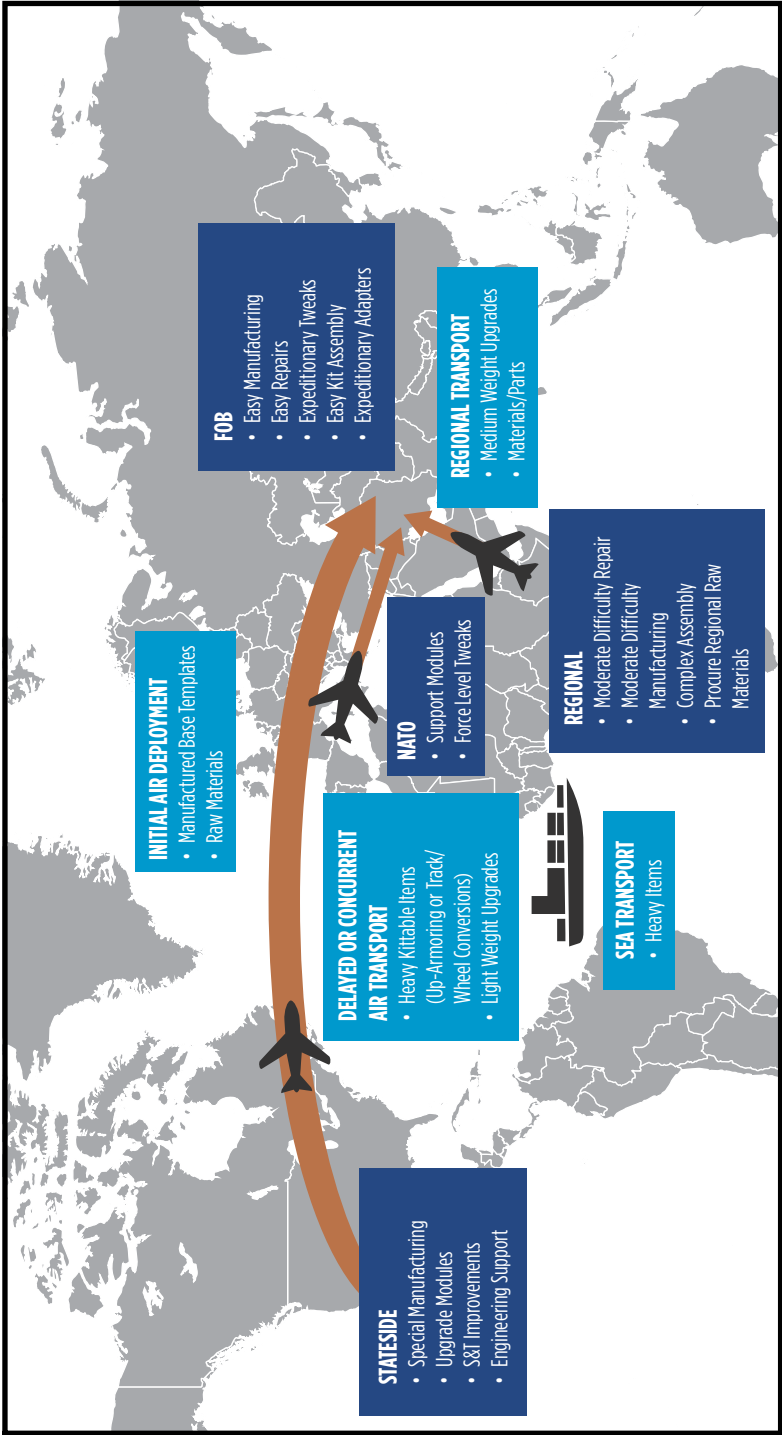 STATESIDE
• Special Manufacturing
• Upgrade Modules
• S&T Improvements
• Engineering Support
INITIAL AIR DEPLOYMENT
• Manufactured Base Templates
• Raw Materials
DELAYED OR CONCURRENT
AIR TRANSPORT
• Heavy Kittable Items
(Up-Armoring or Track/
Wheel Conversions)
• Light Weight Upgrades
SEA TRANSPORT
• Heavy Items
NATO
• Support Modules
• Force Level Tweaks
REGIONAL
• Moderate Difficulty Repair
• Moderate Difficulty
Manufacturing
• Complex Assembly
• Procure Regional Raw
Materials
FOB
• Easy Manufacturing
• Easy Repairs
• Expeditionary Tweaks
• Easy Kit Assembly
• Expeditionary Adapters
REGIONAL TRANSPORT
• Medium Weight Upgrades
• Materials/Parts